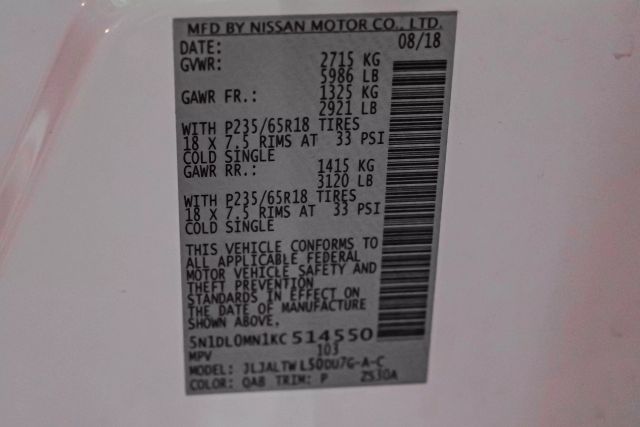 MFD BY NISSAN MOTOR CO., LTD.
DATE: 08/18
GVWR: 2715 KG
5986 LB
GAWR FR.: 1325 KG
2921 LB
WITH P235/65R18 TIRES
18 X 7.5 RIMS AT 33 PSI
COLD SINGLE
GAWR RR.: 1415 KG
3120 LB
WITH P235/65R18 TIRES
18 X 7.5 RIMS AT 33 PSI
COLD SINGLE
THIS VEHICLE CONFORMS TO
ALL APPLICABLE FEDERAL
MOTOR VEHICLE SAFETY AND
THEFT PREVENTION
STANDARDS IN EFFECT ON
THE DATE OF MANUFACTURE
SHOWN ABOVE.
5N1DL0MN1KC514550
MPV 103
MODEL: JLJALTWL50DU7G-A-C
COLOR: QAB TRIM: P ZS30A